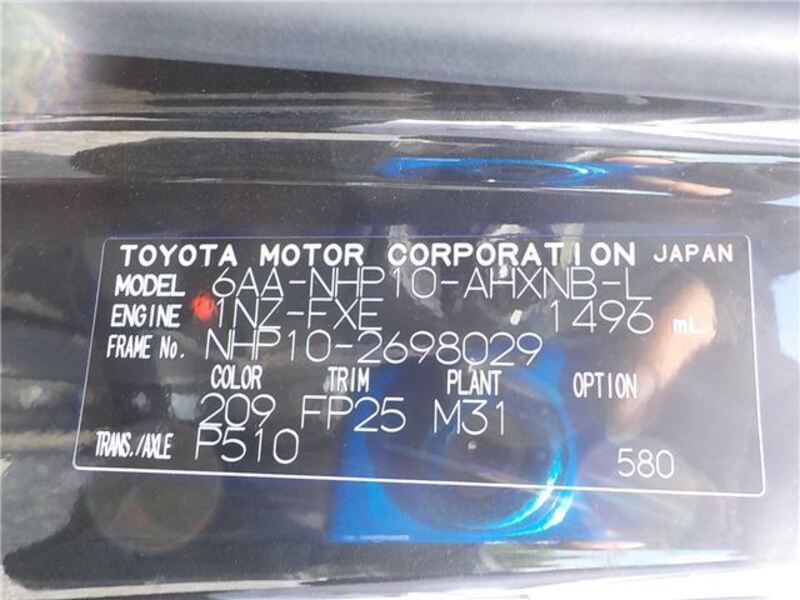 TOYOTA MOTOR CORPORATION JAPAN
MODEL 6AA-NHP10-AHXNB-L
ENGINE 1NZ-FXE 1496 mL
FRAME No. NHP10-2698029
COLOR TRIM PLANT OPTION
209 FP25 M31
TRANS./AXLE P510 580